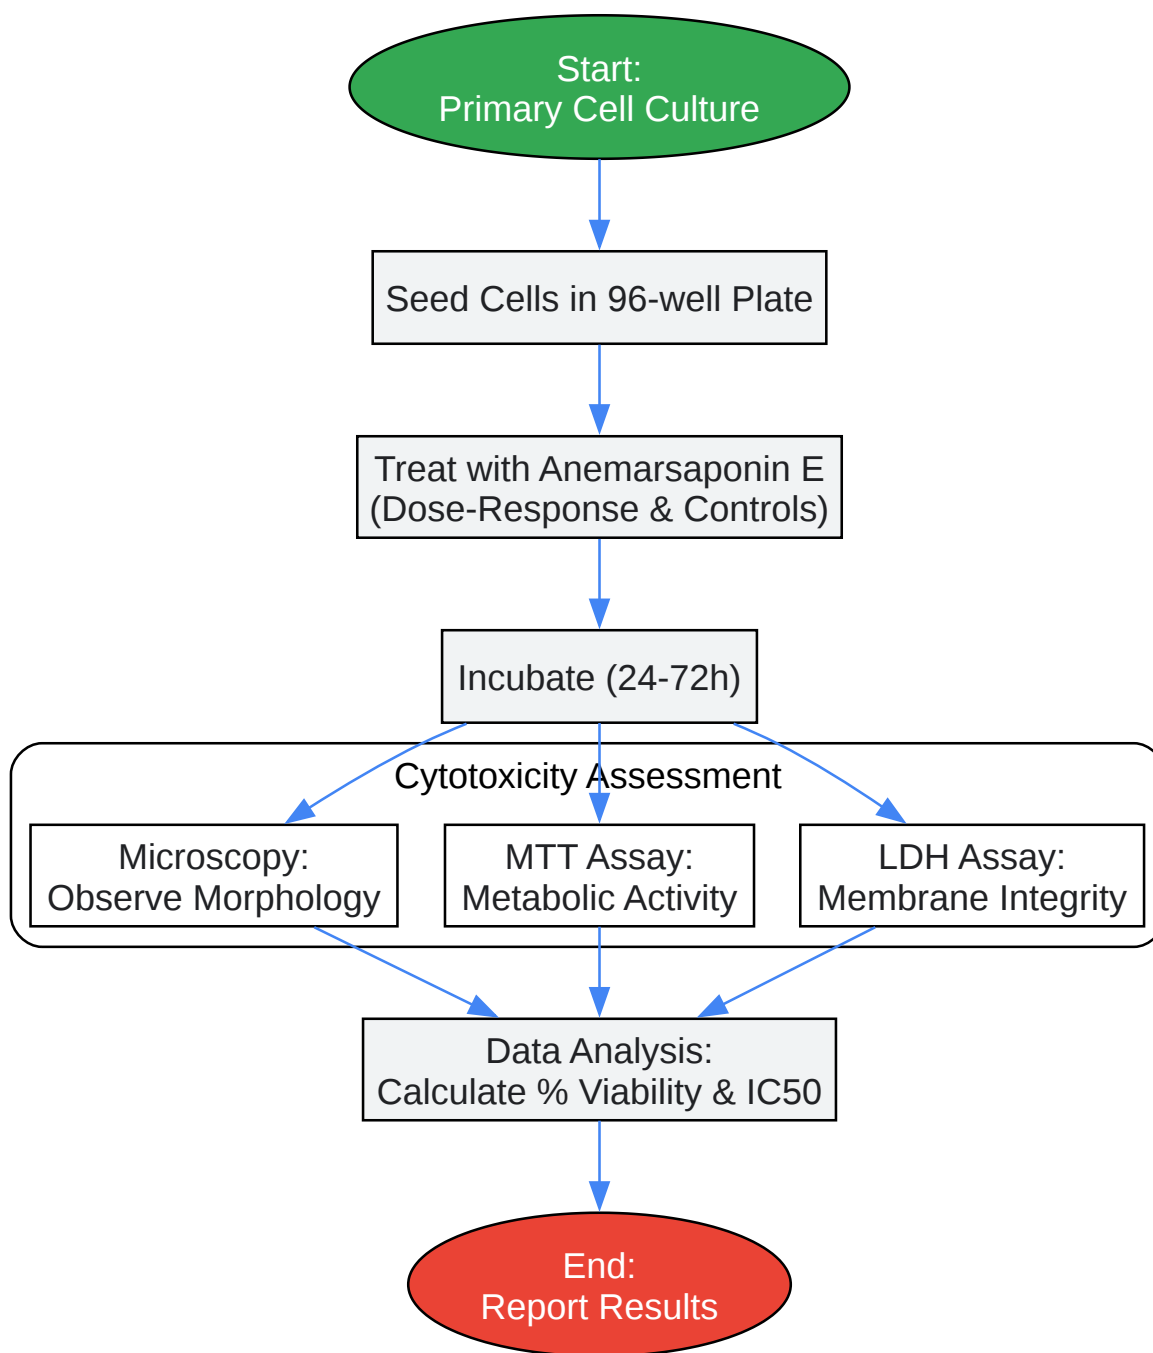 Start:
Primary Cell Culture
Seed Cells in 96-well Plate
Treat with Anemarsaponin E
(Dose-Response & Controls)
Incubate (24-72h)
Cytotoxicity Assessment
Microscopy:
Observe Morphology
MTT Assay:
Metabolic Activity
LDH Assay:
Membrane Integrity
Data Analysis:
Calculate % Viability & IC50
End:
Report Results